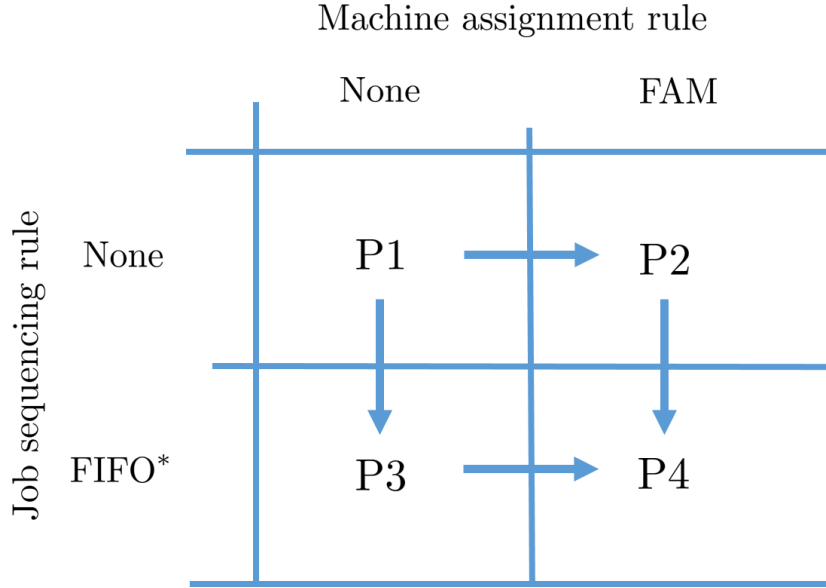 Machine assignment rule
None FAM
Job sequencing rule
None P1 P2
FIFO* P3 P4